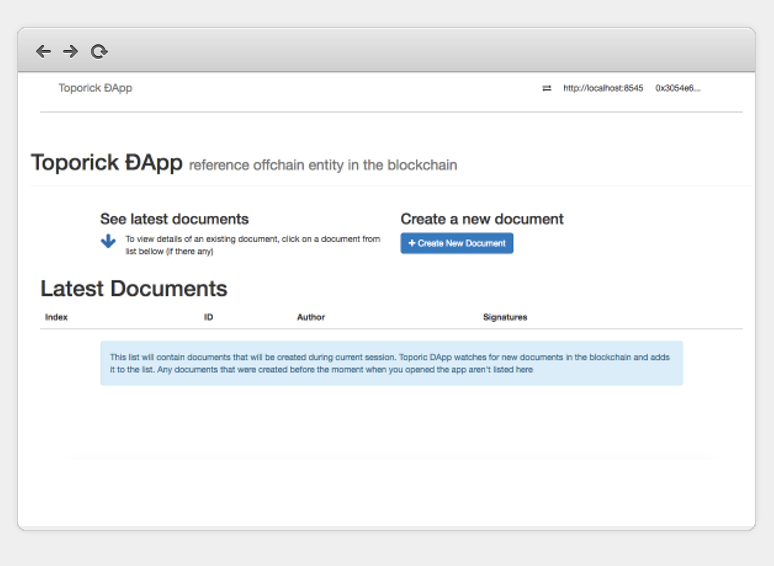 Toporick ÐApp
http://localhost:8545 0x3054e6...
Toporick ÐApp reference offchain entity in the blockchain
See latest documents
To view details of an existing document, click on a document from
list bellow (if there any)
Create a new document
Create New Document
Latest Documents
Index ID Author Signatures
This list will contain documents that will be created during current session. Toporic DApp watches for new documents in the blockchain and adds
it to the list. Any documents that were created before the moment when you opened the app aren't listed here